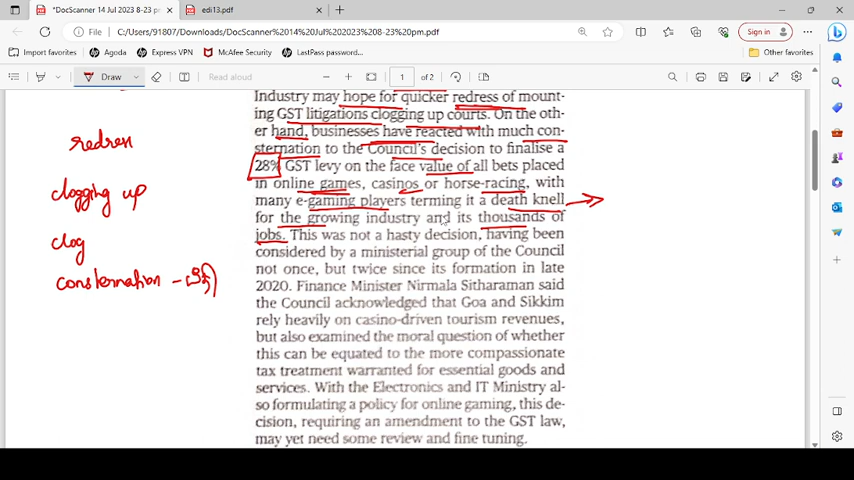 *DocScanner 14 Jul 2023 8-23 p
edi13.pdf
File
C:/Users/91807/Downloads/DocScanner%2014%20Jul%202023%208-23%20pm.pdf
Sign in
Import favorites
Agoda
Express VPN
McAfee Security
LastPass password...
Other favorites
Draw
Read aloud
1
of 2
Industry may hope for quicker redress of mount-
ing GST litigations clogging up courts. On the oth-
er hand, businesses have reacted with much con-
sternation to the Council's decision to finalise a
28% GST levy on the face value of all bets placed
in online games, casinos or horse-racing, with
many e-gaming players terming it a death knell
for the growing industry and its thousands of
jobs. This was not a hasty decision, having been
considered by a ministerial group of the Council
not once, but twice since its formation in late
2020. Finance Minister Nirmala Sitharaman said
the Council acknowledged that Goa and Sikkim
rely heavily on casino-driven tourism revenues,
but also examined the moral question of whether
this can be equated to the more compassionate
tax treatment warranted for essential goods and
services. With the Electronics and IT Ministry al-
so formulating a policy for online gaming, this de-
cision, requiring an amendment to the GST law,
may yet need some review and fine tuning.
redress
clogging up
clog
consternation -